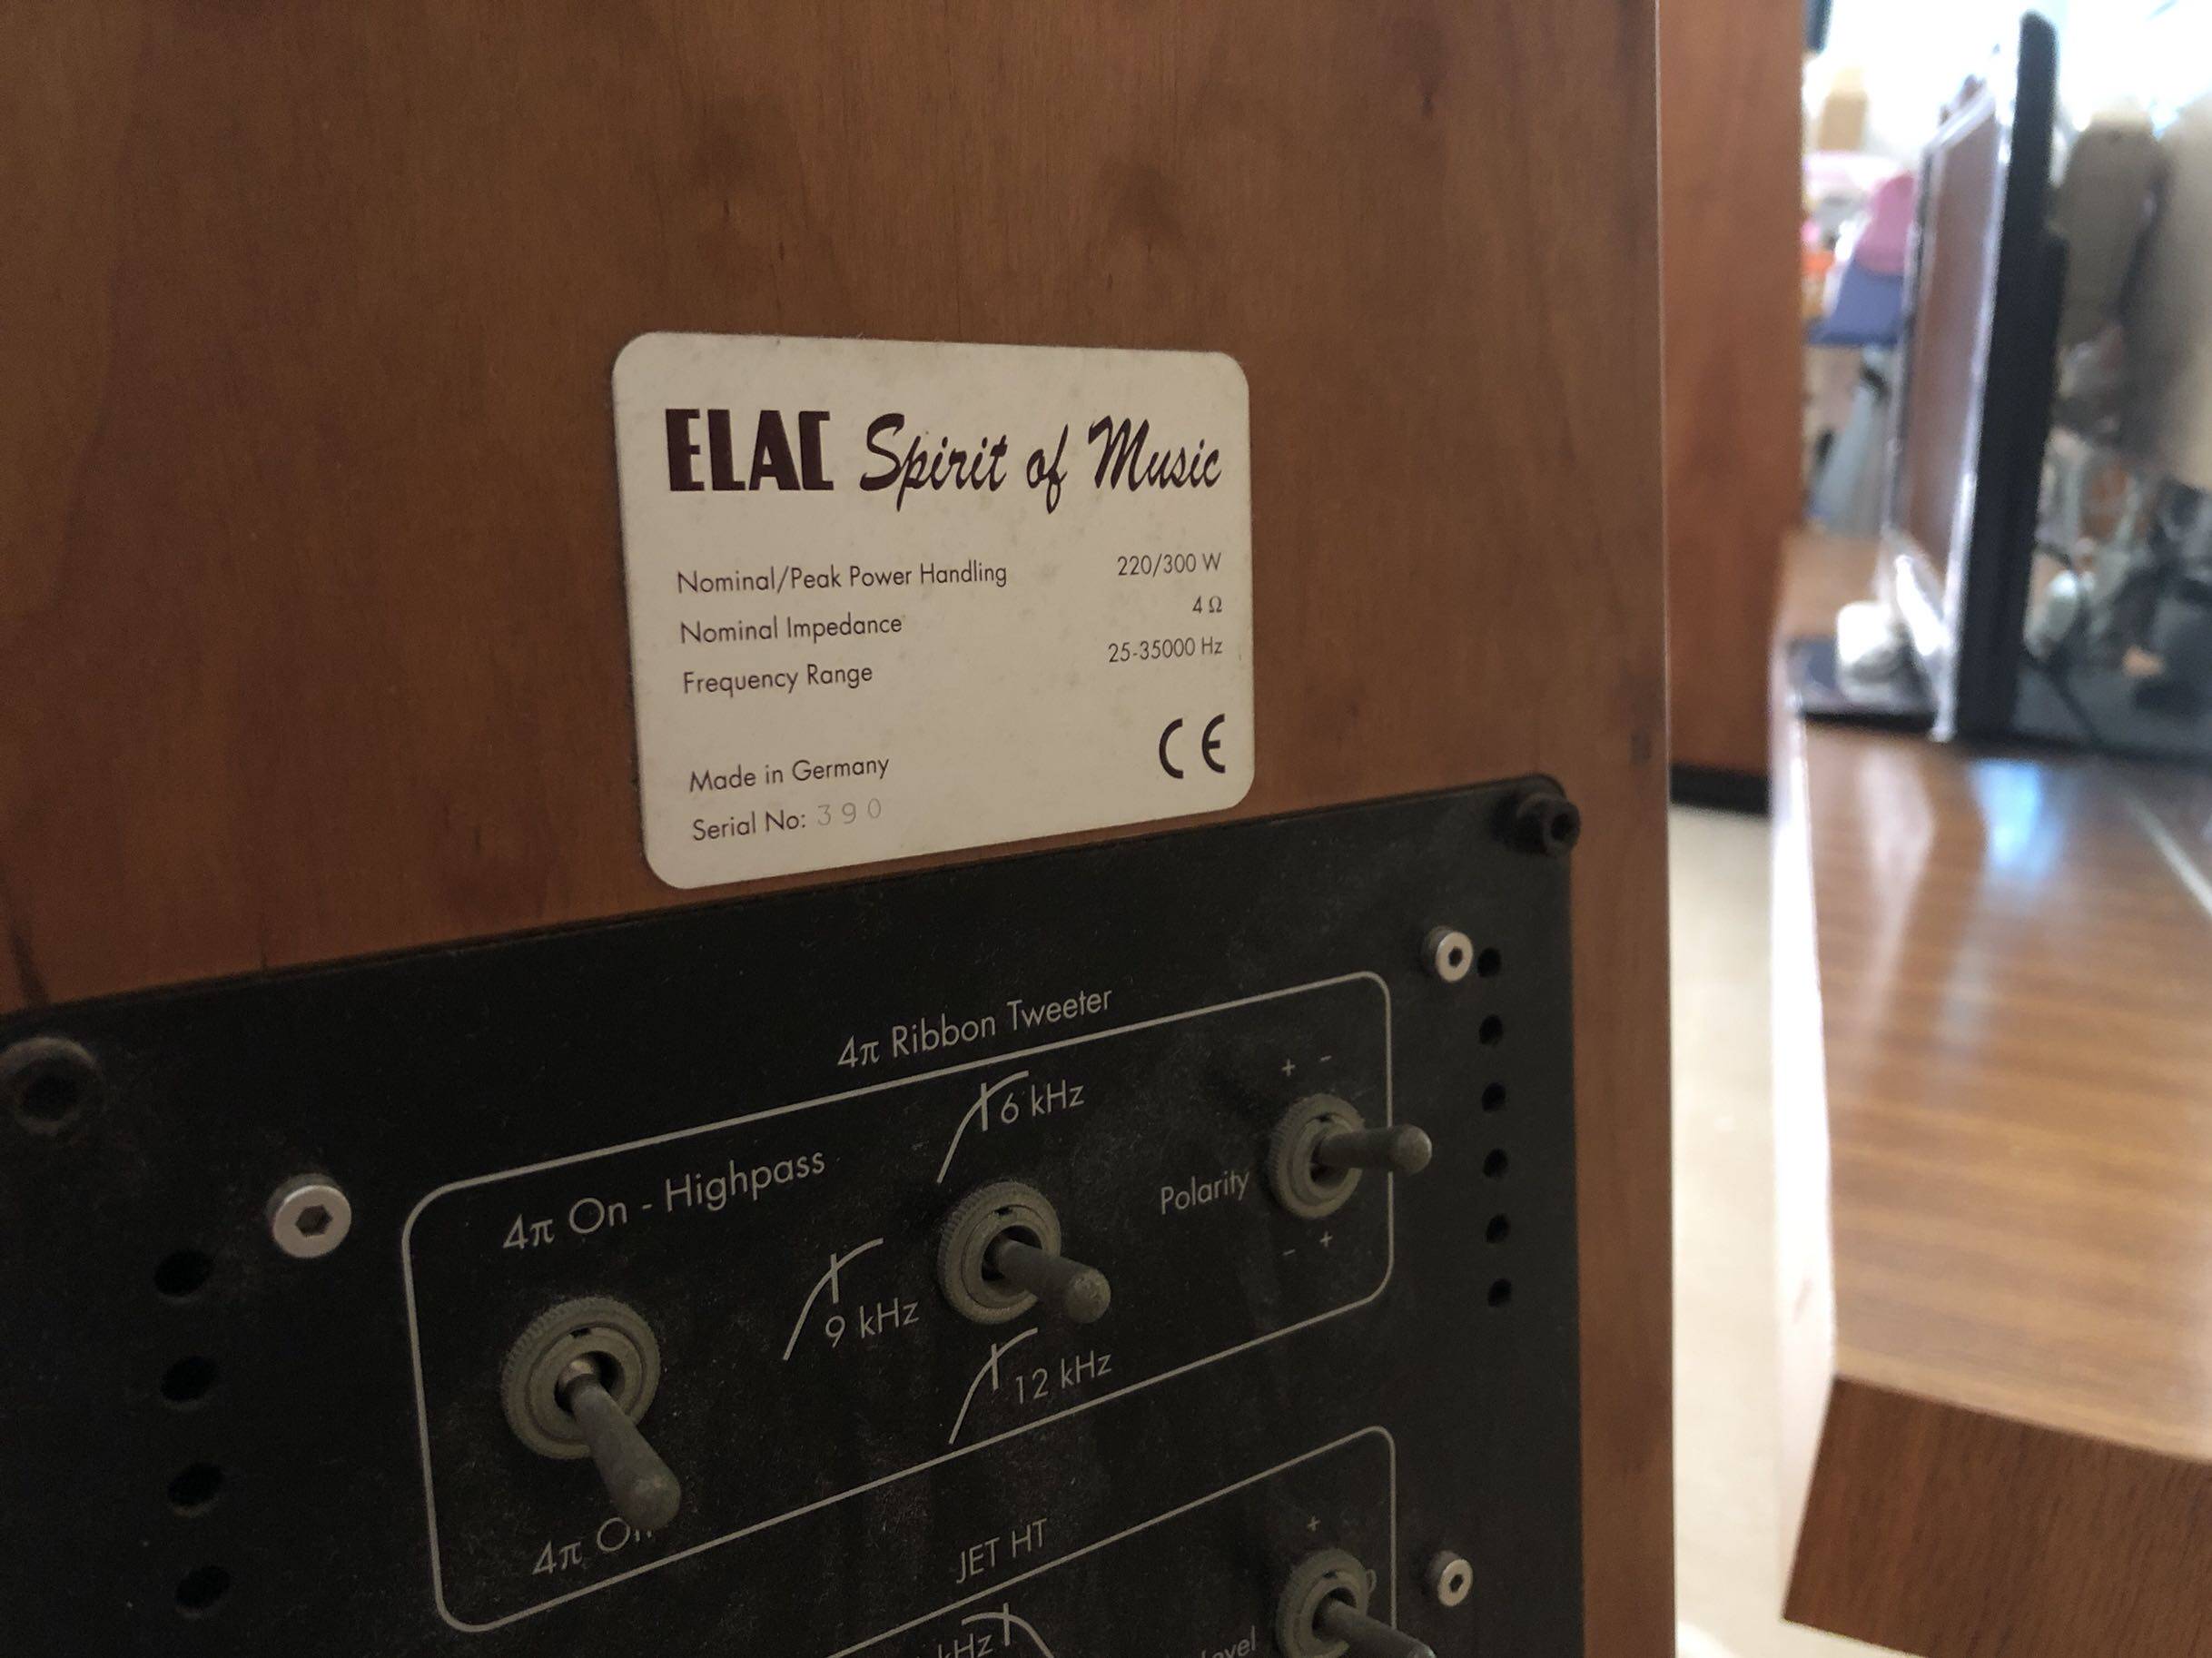 ELAC Spirit of Music
Nominal/Peak Power Handling 220/300 W
Nominal Impedance 4 Ω
Frequency Range 25-35000 Hz
CE
Made in Germany
Serial No: 390
4π Ribbon Tweeter
4π On - Highpass
6 kHz
+ -
Polarity
9 kHz
- +
12 kHz
4π
JET HT
+
kHz